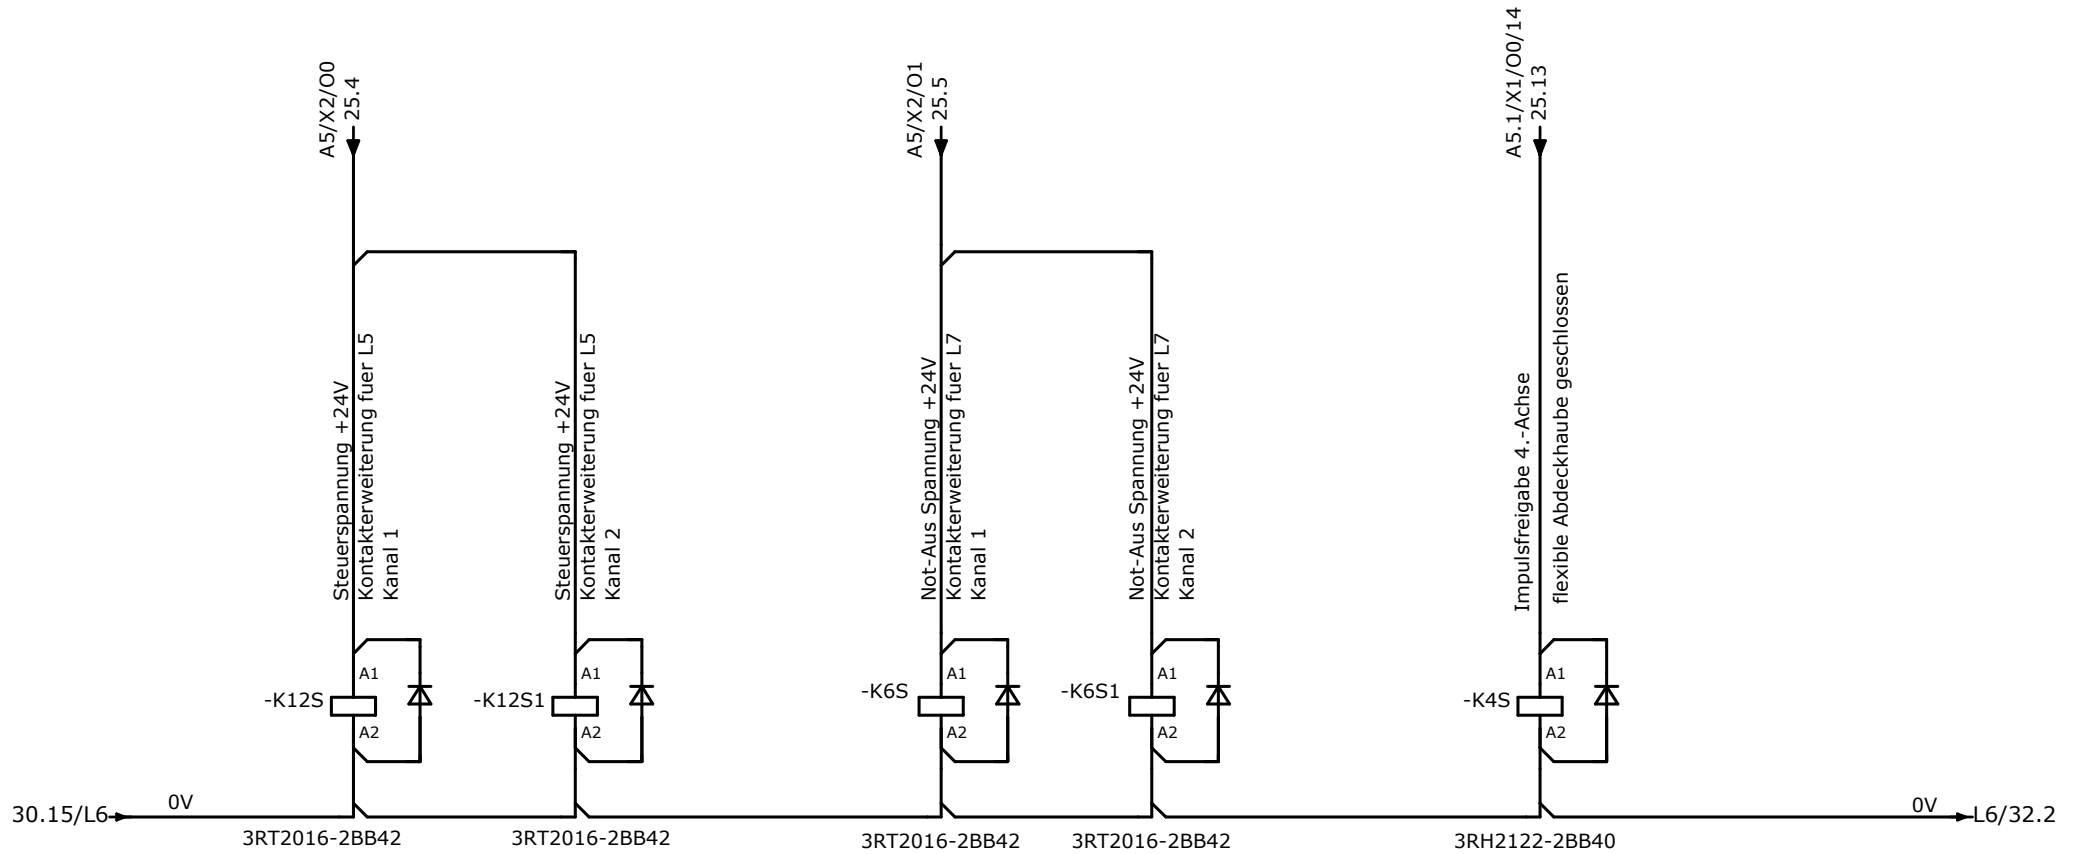 A5/X2/O0
25.4
A5/X2/O1
25.5
A5.1/X1/O0/14
25.13
Steuerspannung +24V
Kontakterweiterung fuer L5
Kanal 1
Steuerspannung +24V
Kontakterweiterung fuer L5
Kanal 2
Not-Aus Spannung +24V
Kontakterweiterung fuer L7
Kanal 1
Not-Aus Spannung +24V
Kontakterweiterung fuer L7
Kanal 2
Impulsfreigabe 4.-Achse
flexible Abdeckhaube geschlossen
A1
-K12S
A2
A1
-K12S1
A2
A1
-K6S
A2
A1
-K6S1
A2
A1
-K4S
A2
30.15/L6
0V
0V
L6/32.2
3RT2016-2BB42
3RT2016-2BB42
3RT2016-2BB42
3RT2016-2BB42
3RH2122-2BB40